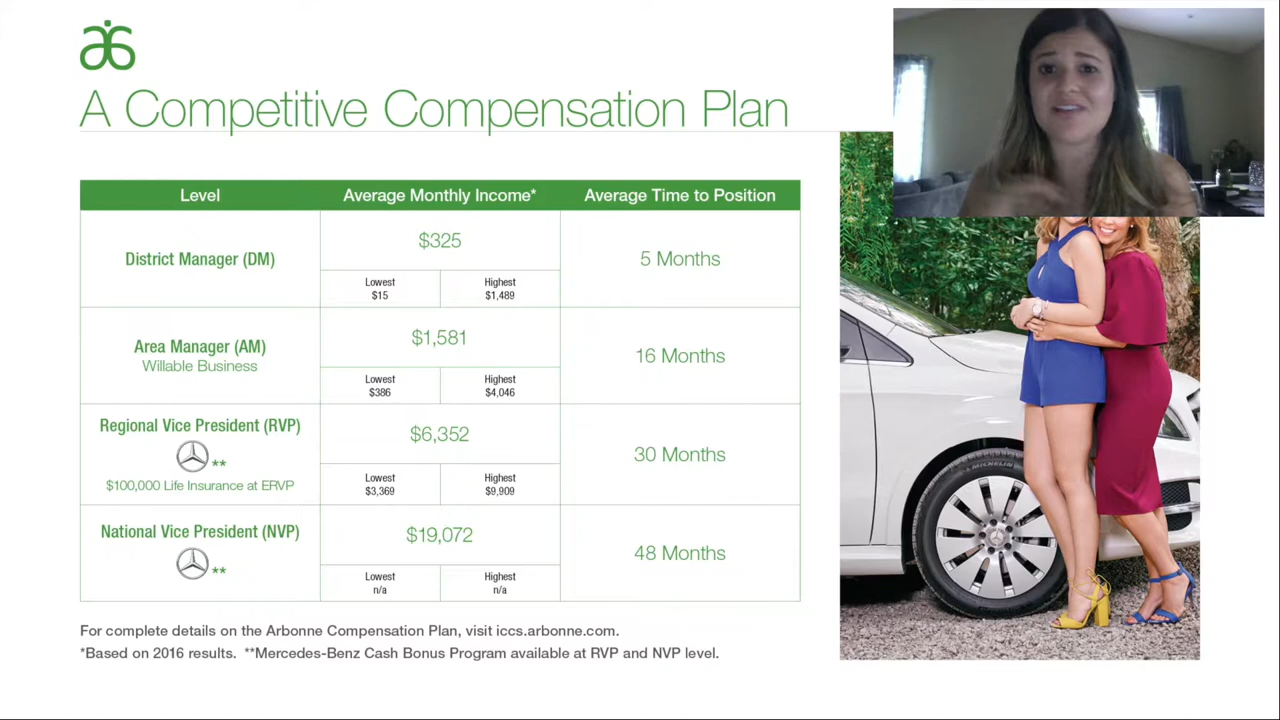 A Competitive Compensation Plan
Level Average Monthly Income* Average Time to Position
District Manager (DM)
$325
Lowest Highest
$15 $1,489
5 Months
Area Manager (AM)
Willable Business
$1,581
Lowest Highest
$386 $4,046
16 Months
Regional Vice President (RVP)
**
$100,000 Life Insurance at ERVP
$6,352
Lowest Highest
$3,369 $9,909
30 Months
National Vice President (NVP)
**
$19,072
Lowest Highest
n/a n/a
48 Months
For complete details on the Arbonne Compensation Plan, visit iccs.arbonne.com.
*Based on 2016 results. **Mercedes-Benz Cash Bonus Program available at RVP and NVP level.
MICHELIN